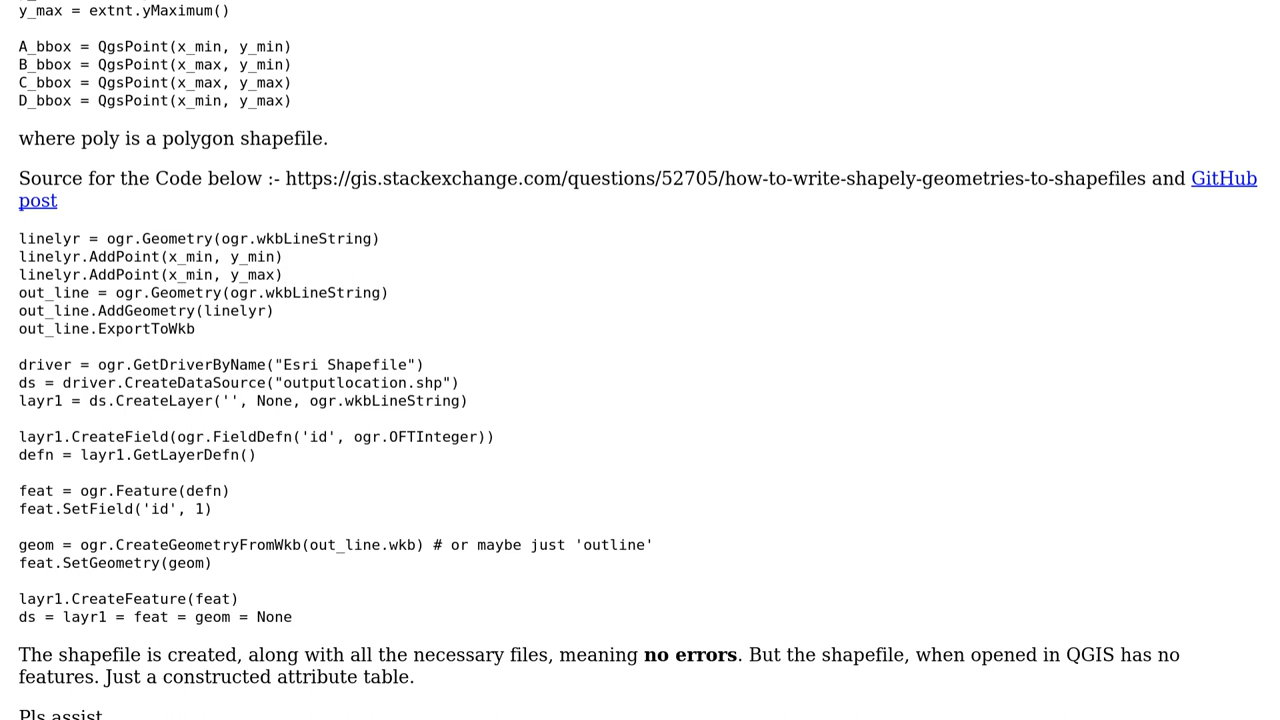 y_max = extnt.yMaximum()
A_bbox = QgsPoint(x_min, y_min)
B_bbox = QgsPoint(x_max, y_min)
C_bbox = QgsPoint(x_max, y_max)
D_bbox = QgsPoint(x_min, y_max)
where poly is a polygon shapefile.
Source for the Code below :- https://gis.stackexchange.com/questions/52705/how-to-write-shapely-geometries-to-shapefiles and GitHub
post
linelyr = ogr.Geometry(ogr.wkbLineString)
linelyr.AddPoint(x_min, y_min)
linelyr.AddPoint(x_min, y_max)
out_line = ogr.Geometry(ogr.wkbLineString)
out_line.AddGeometry(linelyr)
out_line.ExportToWkb
driver = ogr.GetDriverByName("Esri Shapefile")
ds = driver.CreateDataSource("outputlocation.shp")
layr1 = ds.CreateLayer('', None, ogr.wkbLineString)
layr1.CreateField(ogr.FieldDefn('id', ogr.OFTInteger))
defn = layr1.GetLayerDefn()
feat = ogr.Feature(defn)
feat.SetField('id', 1)
geom = ogr.CreateGeometryFromWkb(out_line.wkb) # or maybe just 'outline'
feat.SetGeometry(geom)
layr1.CreateFeature(feat)
ds = layr1 = feat = geom = None
The shapefile is created, along with all the necessary files, meaning no errors. But the shapefile, when opened in QGIS has no
features. Just a constructed attribute table.
Pls assist